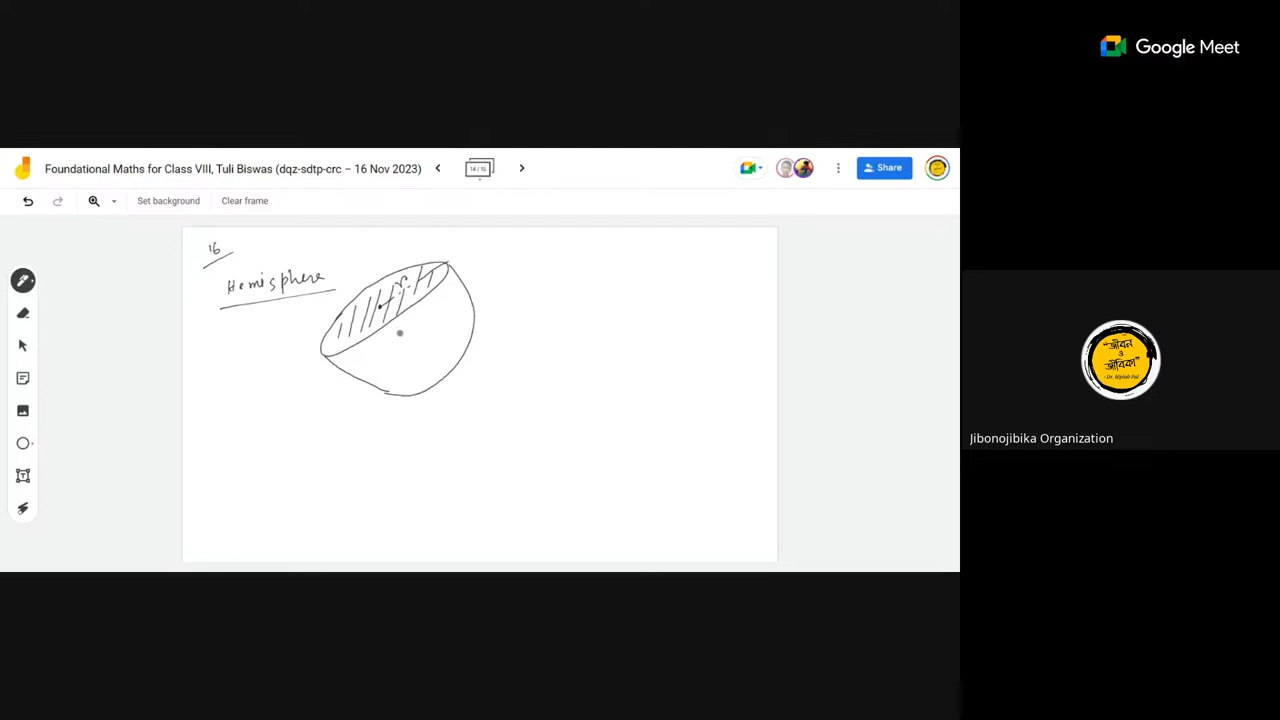 Google Meet
Foundational Maths for Class VIII, Tuli Biswas (dqz-sdtp-crc – 16 Nov 2023)
Share
Set background
Clear frame
16
Hemisphere
r
"জীবন
ও
জীবিকা"
Jibonojibika Organization